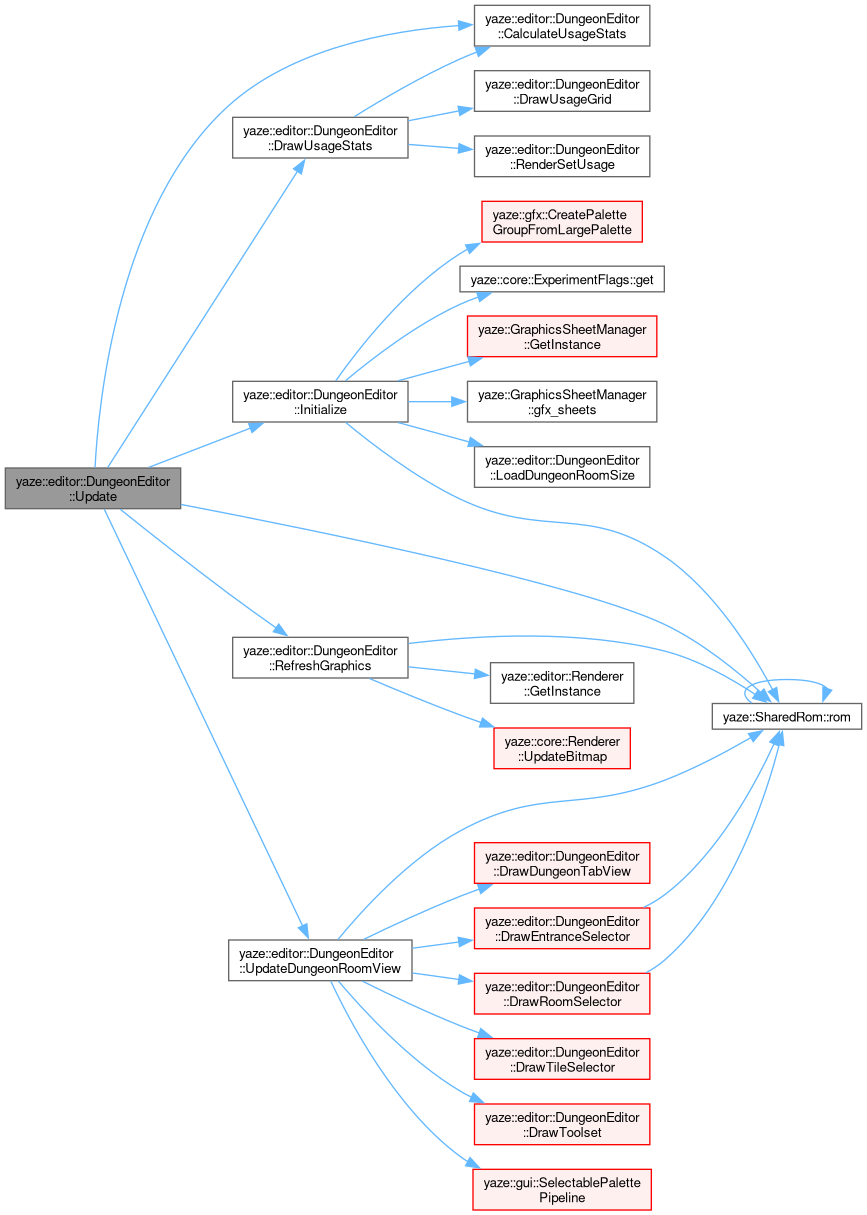 yaze::editor::DungeonEditor
::CalculateUsageStats
yaze::editor::DungeonEditor
::DrawUsageGrid
yaze::editor::DungeonEditor
::DrawUsageStats
yaze::editor::DungeonEditor
::RenderSetUsage
yaze::gfx::CreatePalette
GroupFromLargePalette
yaze::core::ExperimentFlags::get
yaze::GraphicsSheetManager
::GetInstance
yaze::editor::DungeonEditor
::Initialize
yaze::GraphicsSheetManager
::gfx_sheets
yaze::editor::DungeonEditor
::LoadDungeonRoomSize
yaze::editor::DungeonEditor
::Update
yaze::editor::DungeonEditor
::RefreshGraphics
yaze::editor::Renderer
::GetInstance
yaze::SharedRom::rom
yaze::core::Renderer
::UpdateBitmap
yaze::editor::DungeonEditor
::DrawDungeonTabView
yaze::editor::DungeonEditor
::DrawEntranceSelector
yaze::editor::DungeonEditor
::UpdateDungeonRoomView
yaze::editor::DungeonEditor
::DrawRoomSelector
yaze::editor::DungeonEditor
::DrawTileSelector
yaze::editor::DungeonEditor
::DrawToolset
yaze::gui::SelectablePalette
Pipeline